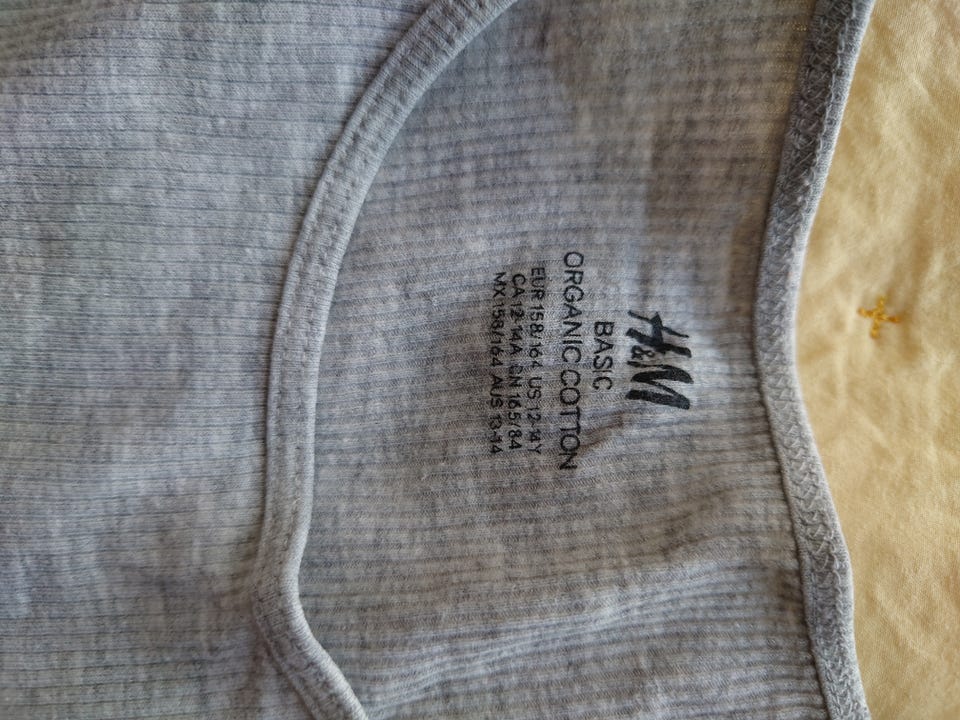 H&M
BASIC
ORGANIC COTTON
EUR 158/164 US 12-14Y
CA 12-14A CN 165/84
MX 158/164 AUS 13-14